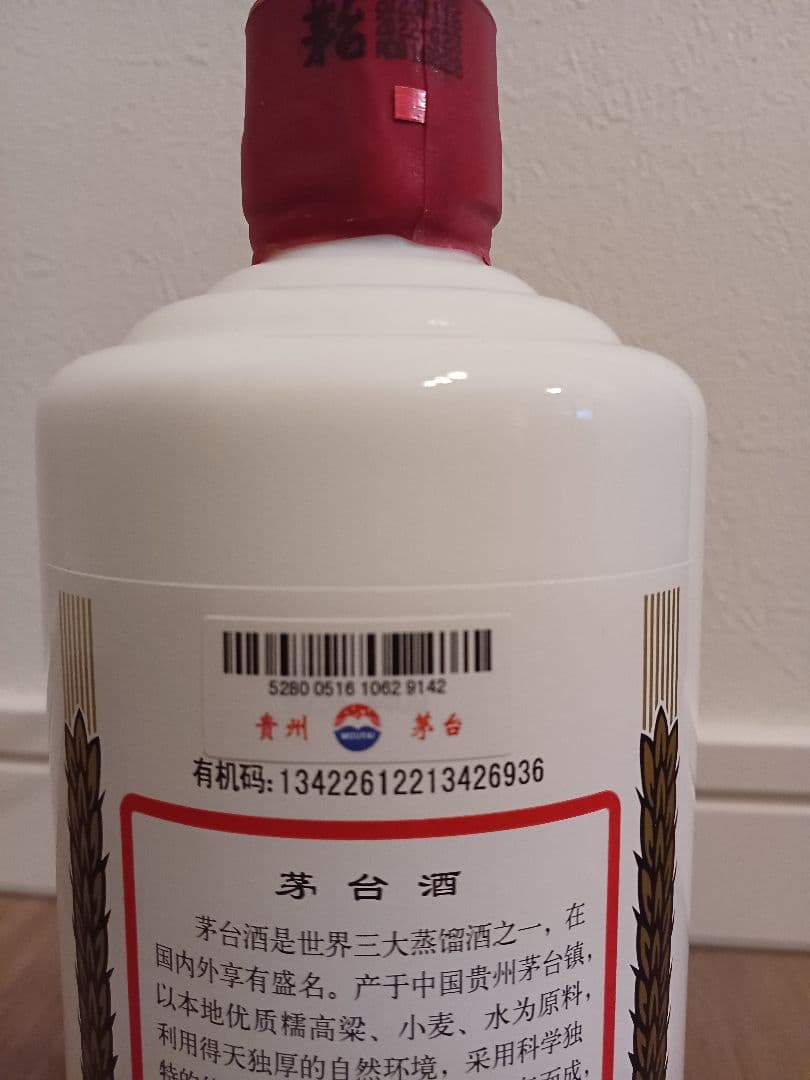 5280 0516 1062 9142
贵州 MOUTAI 茅台
有机码:13422612213426936
茅台酒
茅台酒是世界三大蒸馏酒之一，在
国内外享有盛名。产于中国贵州茅台镇，
以本地优质糯高粱、小麦、水为原料，
利用得天独厚的自然环境，采用科学独
特的
而成，